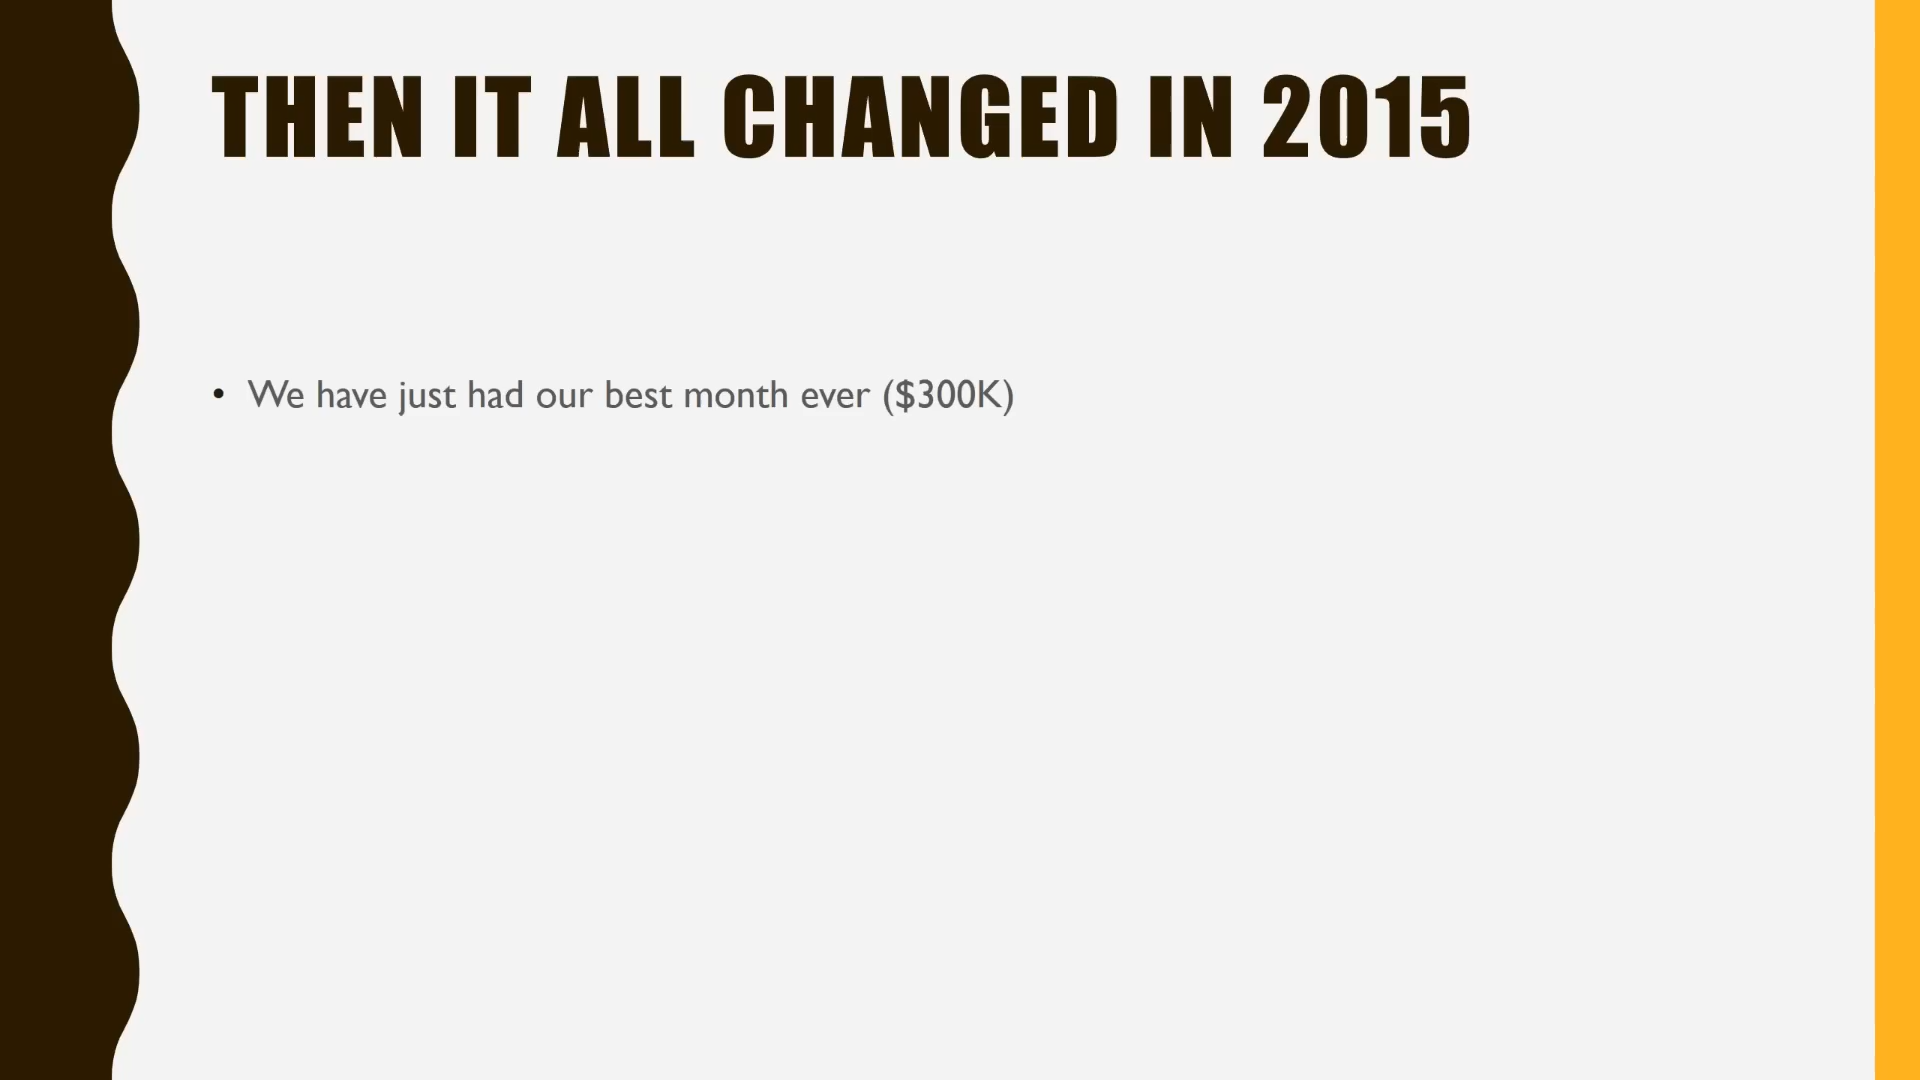 THEN IT ALL CHANGED IN 2015
• We have just had our best month ever ($300K)